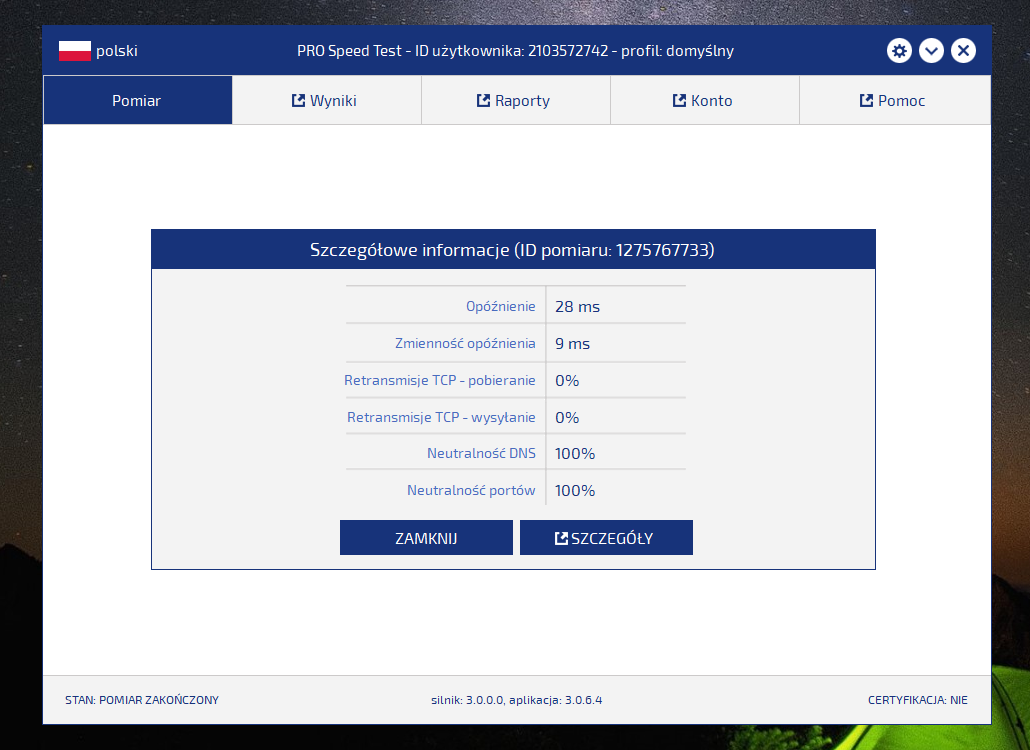 polski
PRO Speed Test - ID użytkownika: 2103572742 - profil: domyślny
Pomiar
Wyniki
Raporty
Konto
Pomoc
Szczegółowe informacje (ID pomiaru: 1275767733)
Opóźnienie 28 ms
Zmienność opóźnienia 9 ms
Retransmisje TCP - pobieranie 0%
Retransmisje TCP - wysyłanie 0%
Neutralność DNS 100%
Neutralność portów 100%
ZAMKNIJ
SZCZEGÓŁY
STAN: POMIAR ZAKOŃCZONY
silnik: 3.0.0.0, aplikacja: 3.0.6.4
CERTYFIKACJA: NIE